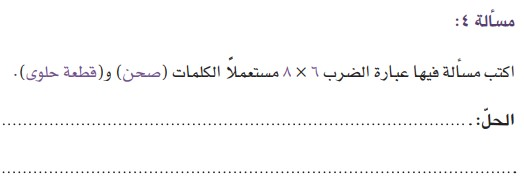 مسألة ٤:
اكتب مسألة فيها عبارة الضرب ٦ × ٨ مستعملاً الكلمات (صحن) و(قطعة حلوى).
الحلّ: ........................................................................................
.................................................................................................